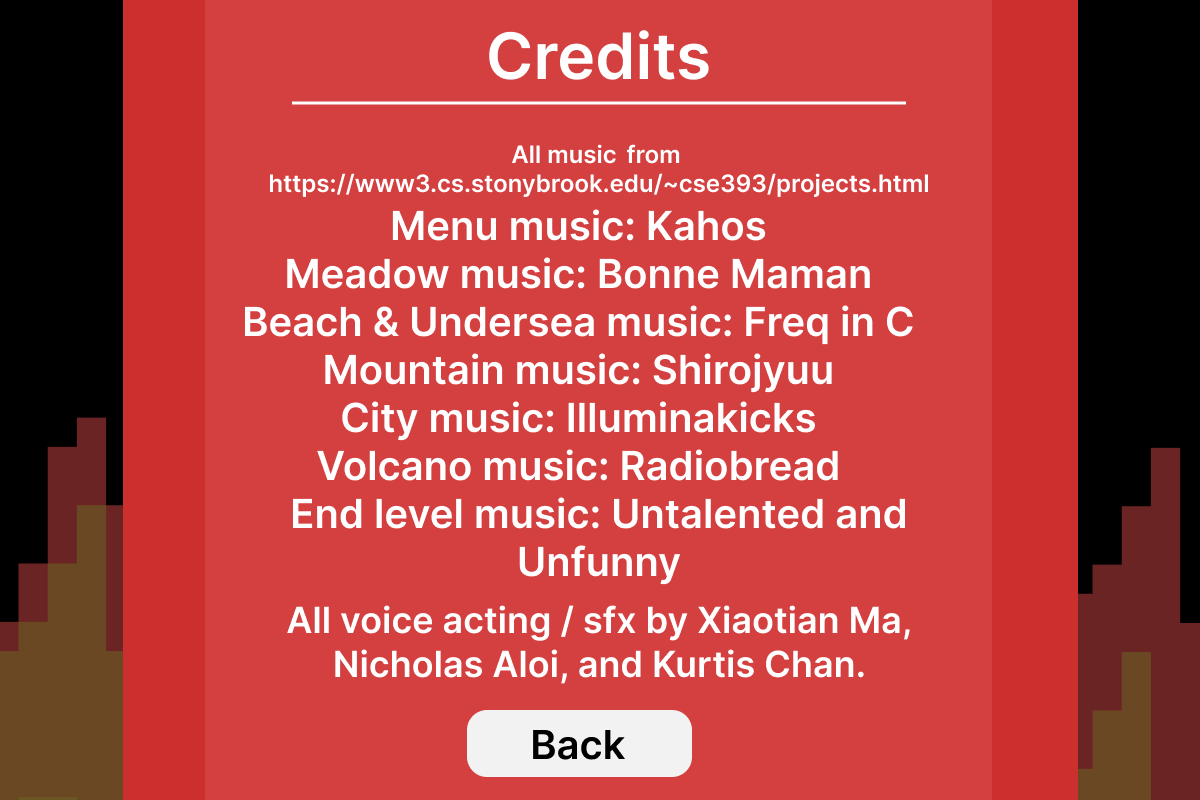 Credits
All music from
https://www3.cs.stonybrook.edu/~cse393/projects.html
Menu music: Kahos
Meadow music: Bonne Maman
Beach & Undersea music: Freq in C
Mountain music: Shirojyuu
City music: Illuminakicks
Volcano music: Radiobread
End level music: Untalented and
Unfunny
All voice acting / sfx by Xiaotian Ma,
Nicholas Aloi, and Kurtis Chan.
Back